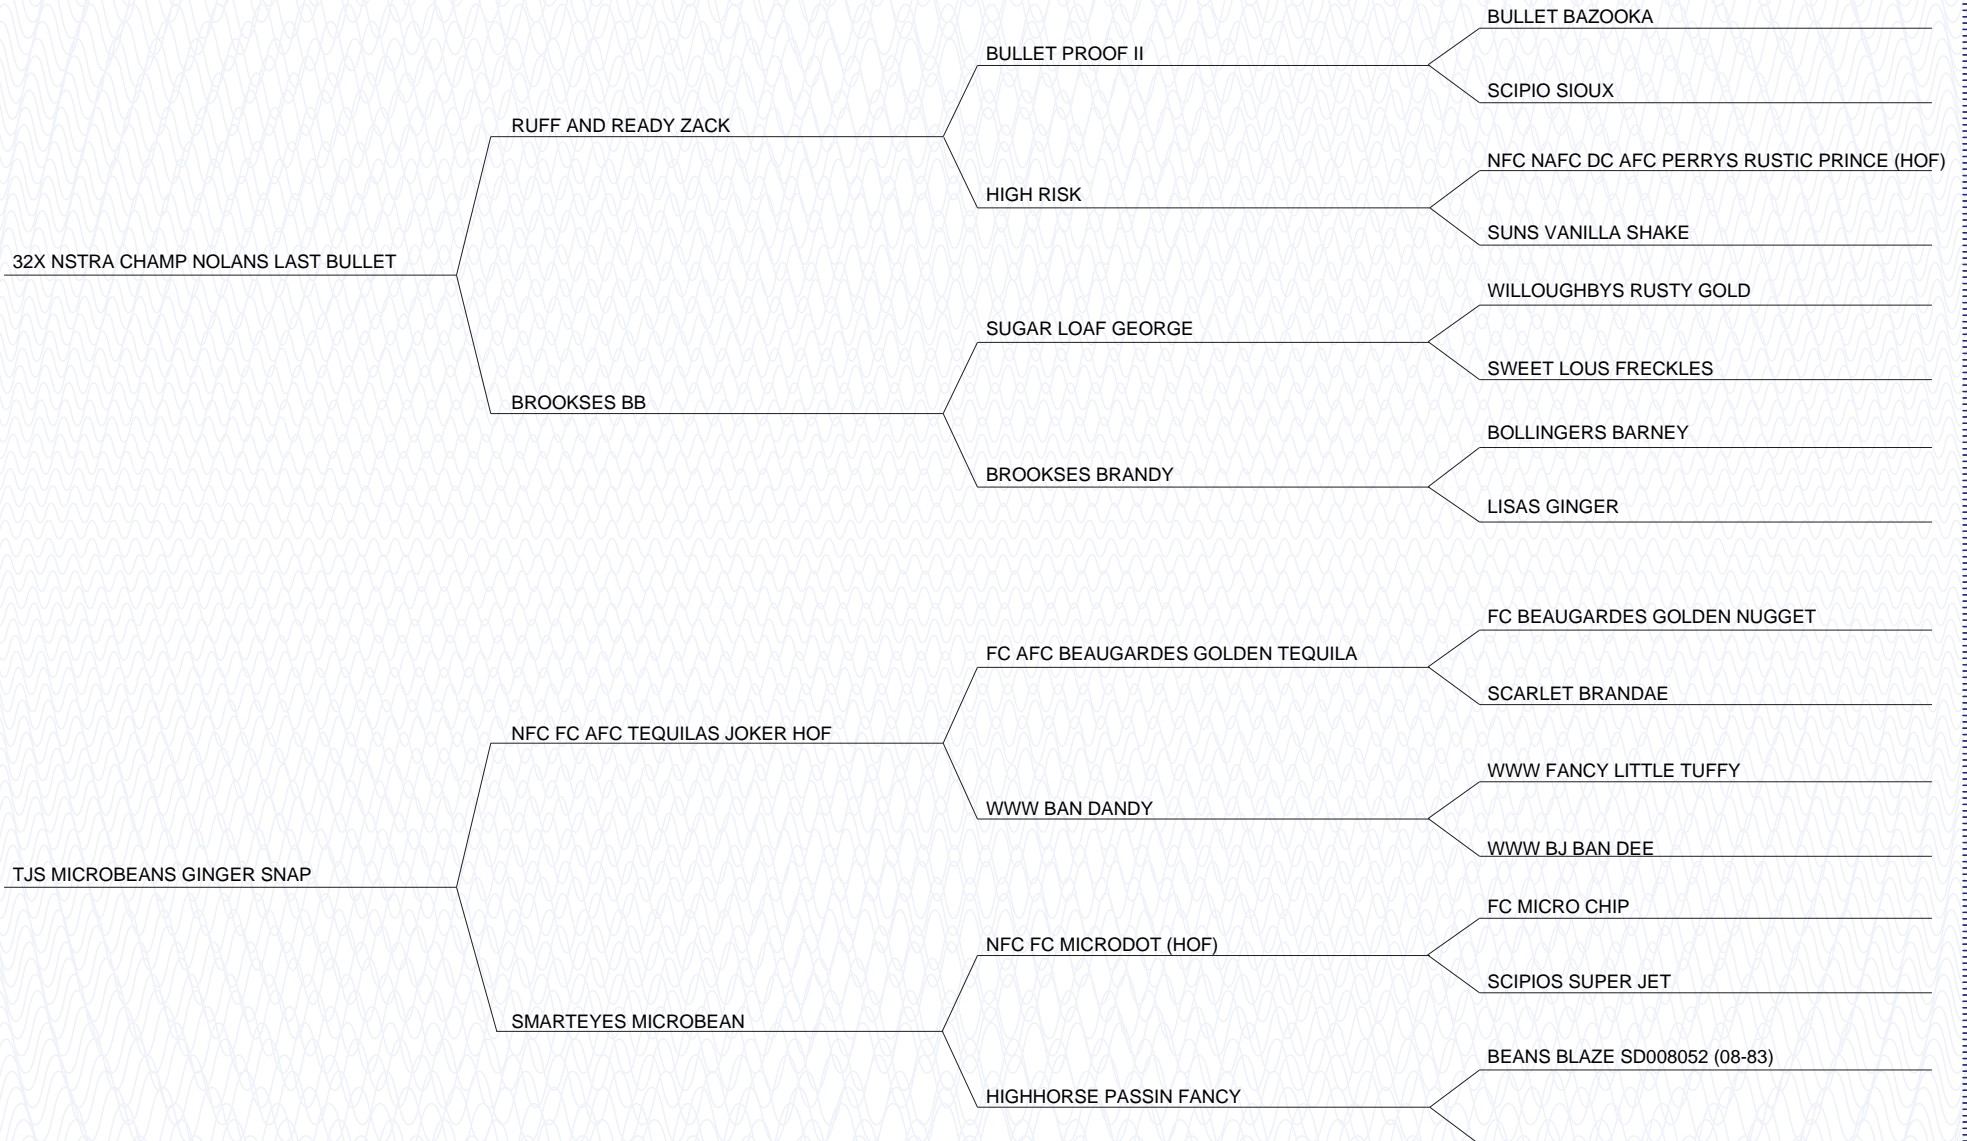 BULLET BAZOOKA
BULLET PROOF II
SCIPIO SIOUX
RUFF AND READY ZACK
NFC NAFC DC AFC PERRYS RUSTIC PRINCE (HOF)
HIGH RISK
SUNS VANILLA SHAKE
32X NSTRA CHAMP NOLANS LAST BULLET
WILLOUGHBYS RUSTY GOLD
SUGAR LOAF GEORGE
SWEET LOUS FRECKLES
BROOKSES BB
BOLLINGERS BARNEY
BROOKSES BRANDY
LISAS GINGER
FC BEAUGARDES GOLDEN NUGGET
FC AFC BEAUGARDES GOLDEN TEQUILA
SCARLET BRANDAE
NFC FC AFC TEQUILAS JOKER HOF
WWW FANCY LITTLE TUFFY
WWW BAN DANDY
WWW BJ BAN DEE
TJS MICROBEANS GINGER SNAP
FC MICRO CHIP
NFC FC MICRODOT (HOF)
SCIPIOS SUPER JET
SMARTEYES MICROBEAN
BEANS BLAZE SD008052 (08-83)
HIGHHORSE PASSIN FANCY